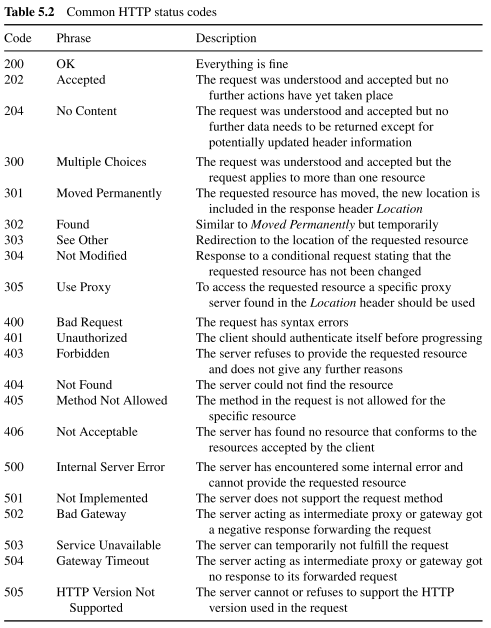 Table 5.2 Common HTTP status codes
Code Phrase Description
200 OK Everything is fine
202 Accepted The request was understood and accepted but no
further actions have yet taken place
204 No Content The request was understood and accepted but no
further data needs to be returned except for
potentially updated header information
300 Multiple Choices The request was understood and accepted but the
request applies to more than one resource
301 Moved Permanently The requested resource has moved, the new location is
included in the response header Location
302 Found Similar to Moved Permanently but temporarily
303 See Other Redirection to the location of the requested resource
304 Not Modified Response to a conditional request stating that the
requested resource has not been changed
305 Use Proxy To access the requested resource a specific proxy
server found in the Location header should be used
400 Bad Request The request has syntax errors
401 Unauthorized The client should authenticate itself before progressing
403 Forbidden The server refuses to provide the requested resource
and does not give any further reasons
404 Not Found The server could not find the resource
405 Method Not Allowed The method in the request is not allowed for the
specific resource
406 Not Acceptable The server has found no resource that conforms to the
resources accepted by the client
500 Internal Server Error The server has encountered some internal error and
cannot provide the requested resource
501 Not Implemented The server does not support the request method
502 Bad Gateway The server acting as intermediate proxy or gateway got
a negative response forwarding the request
503 Service Unavailable The server can temporarily not fulfill the request
504 Gateway Timeout The server acting as intermediate proxy or gateway got
no response to its forwarded request
505 HTTP Version Not The server cannot or refuses to support the HTTP
Supported version used in the request